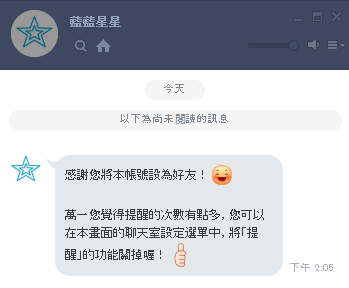 藍藍星星
今天
以下為尚未閱讀的訊息
感謝您將本帳號設為好友！
萬一您覺得提醒的次數有點多, 您可以
在本畫面的聊天室設定選單中, 將「提
醒」的功能關掉喔！
下午 2:05